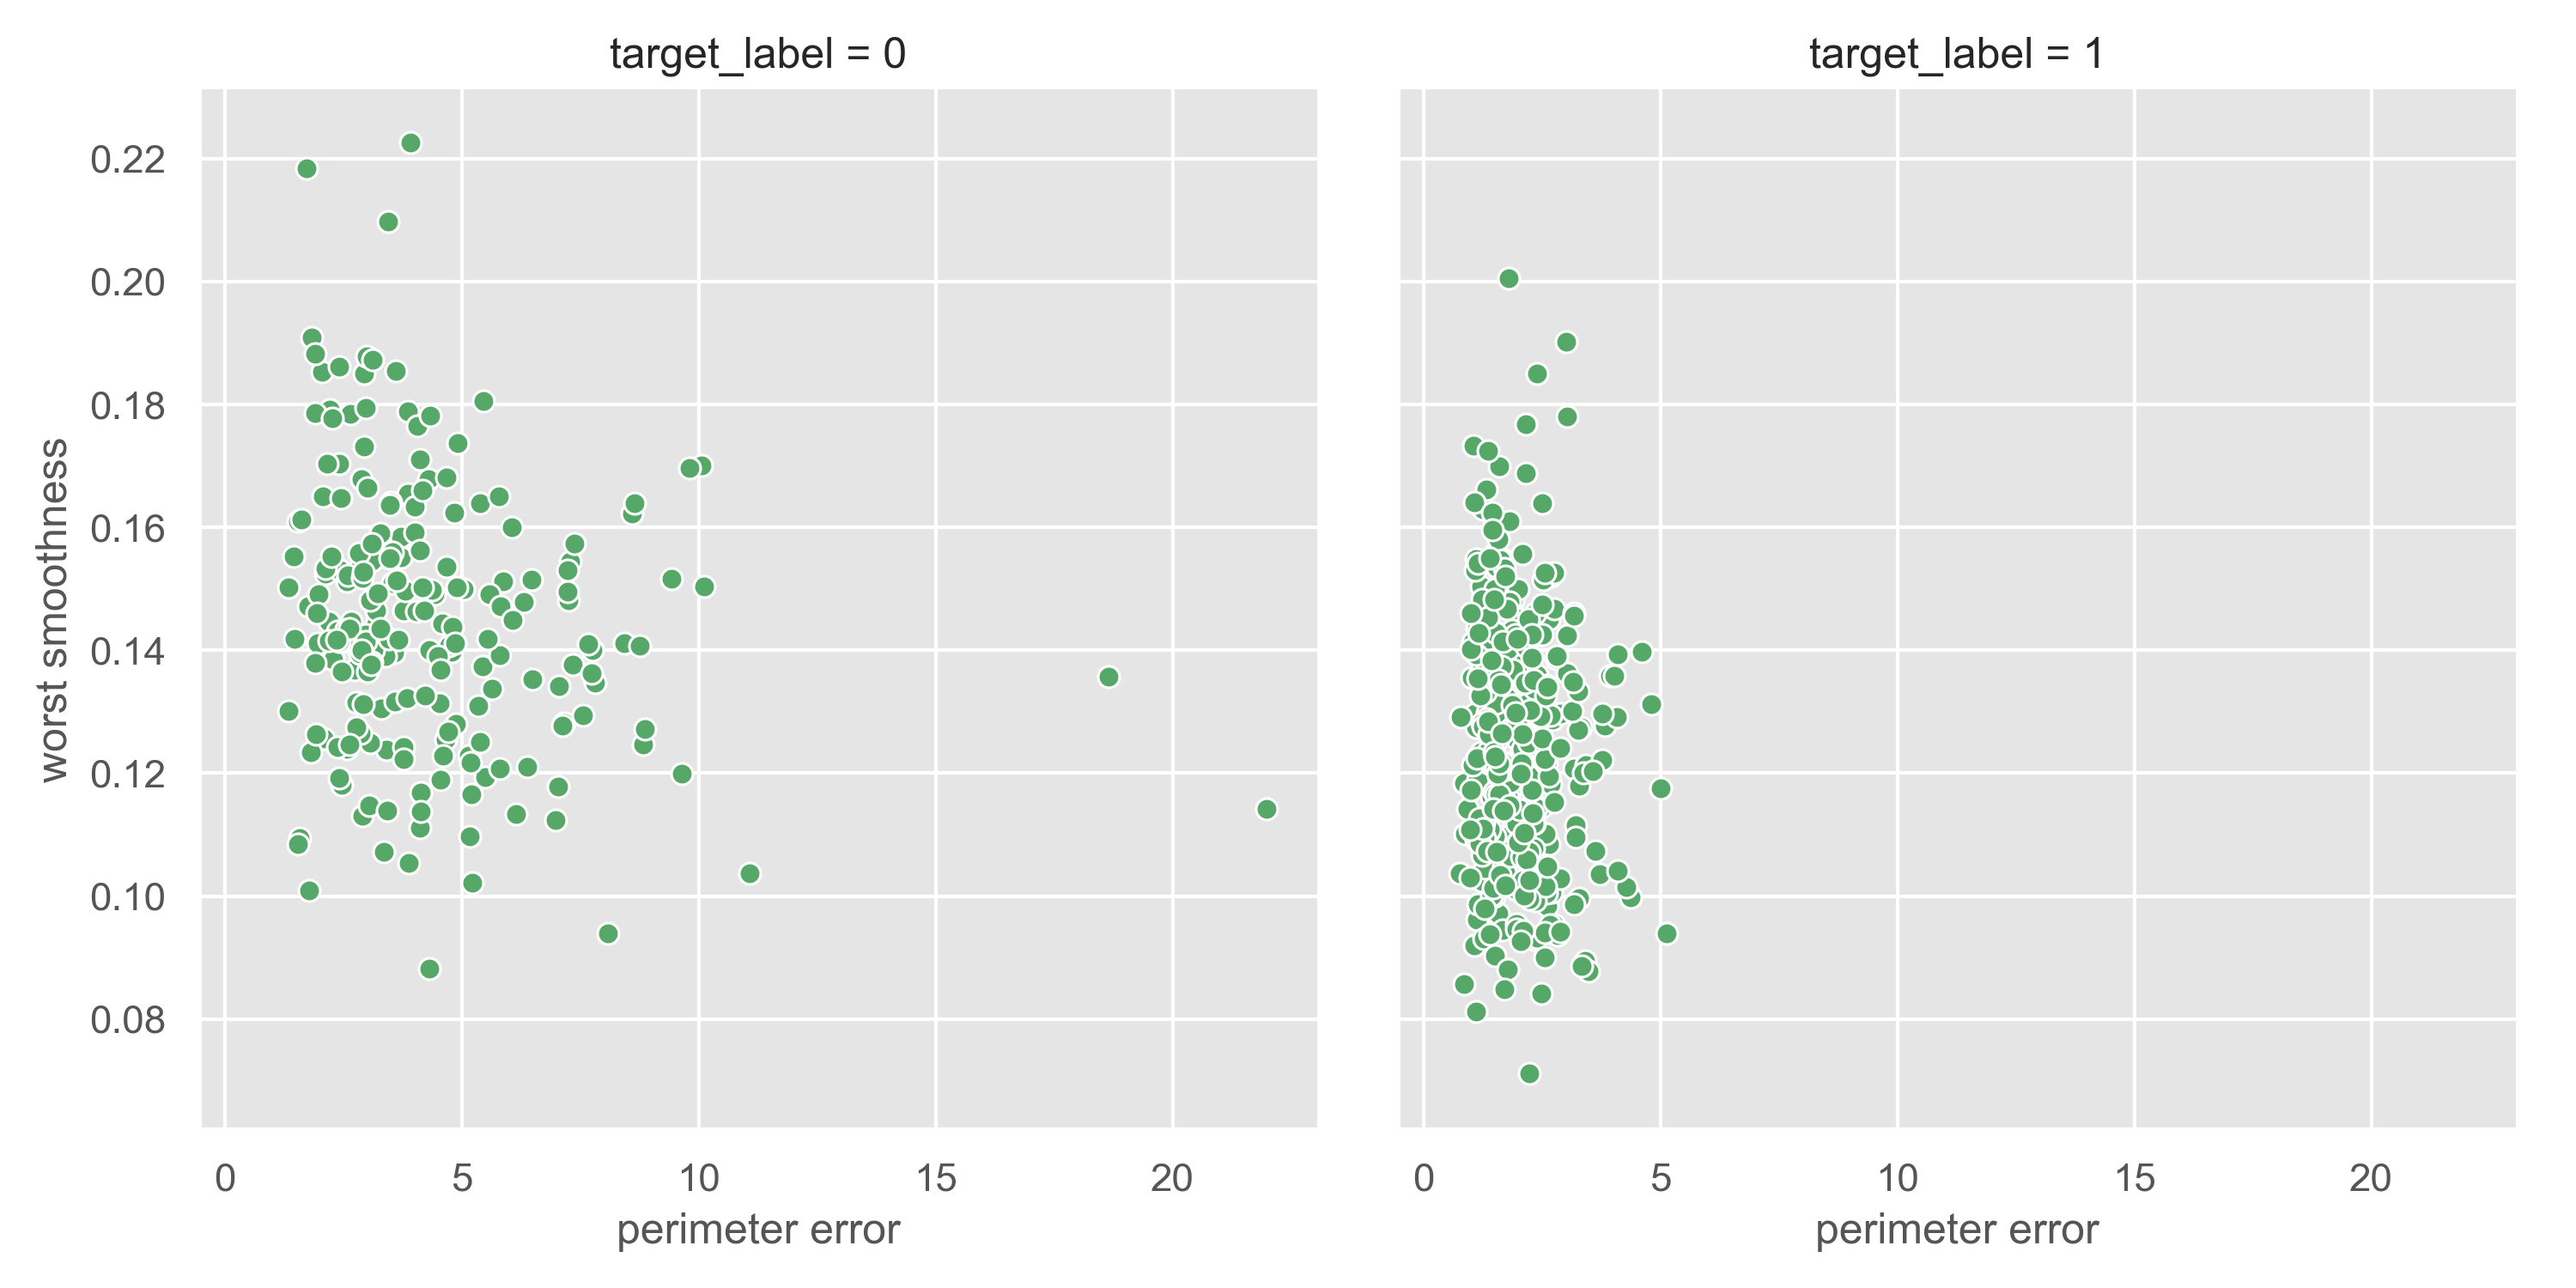 target_label = 0
target_label = 1
worst smoothness
0.22
0.20
0.18
0.16
0.14
0.12
0.10
0.08
0 5 10 15 20
0 5 10 15 20
perimeter error
perimeter error